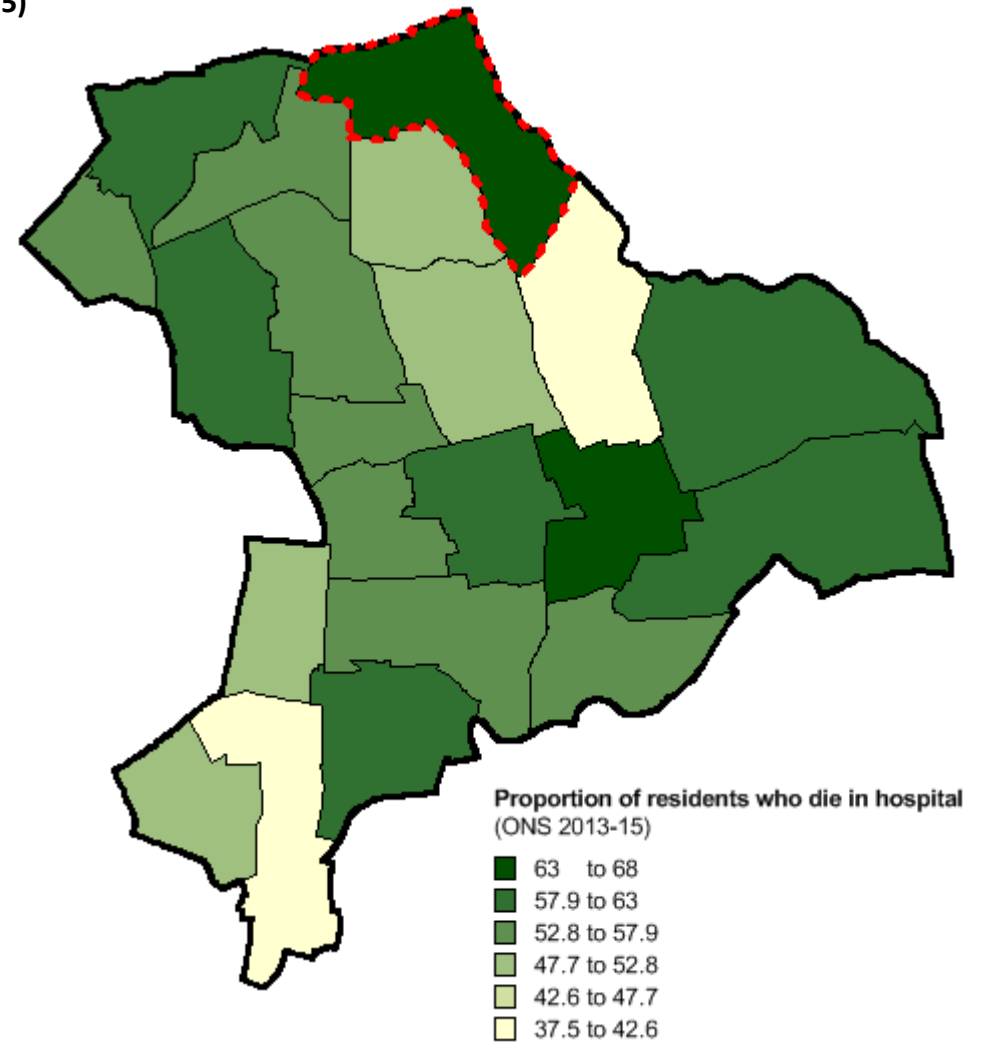 5)
Proportion of residents who die in hospital
(ONS 2013-15)
63 to 68
57.9 to 63
52.8 to 57.9
47.7 to 52.8
42.6 to 47.7
37.5 to 42.6